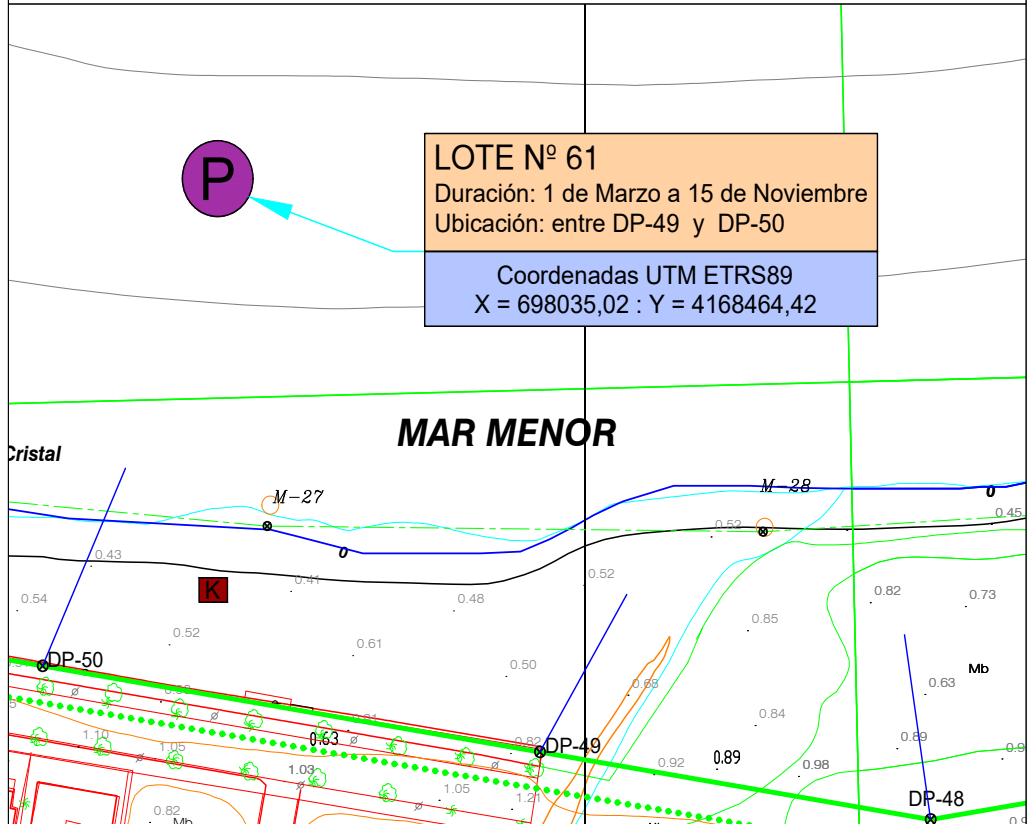 P
LOTE Nº 61
Duración: 1 de Marzo a 15 de Noviembre
Ubicación: entre DP-49 y DP-50
Coordenadas UTM ETRS89
X = 698035,02 : Y = 4168464,42
MAR MENOR
Cristal
M-27
M-28
0
0
0.45
0.52
0.43
0.41
0.52
K
0.54
0.48
0.82
0.73
0.85
0.52
0.61
0.50
DP-50
Mb
0.68
0.63
0.84
0.63
0.82
DP-49
0.89
1.10
1.05
0.89
0.92
1.03
0.98
1.05
1.21
DP-48
0.82
Mb